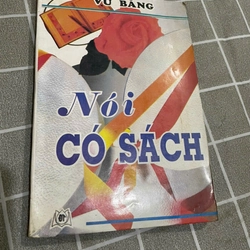 VŨ BẰNG
Nói
CÓ SÁCH